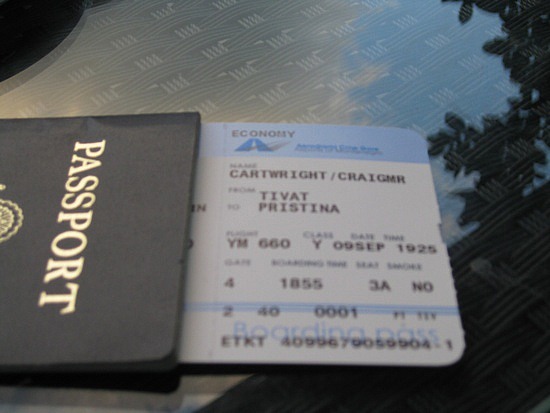 PASSPORT
ECONOMY
NAME
CARTWRIGHT/CRAIGMR
FROM TIVAT
IN TO PRISTINA
FLIGHT CLASS DATE TIME
YM 660 Y 09SEP 1925
GATE BOARDING TIME SEAT SMOKE
4 1855 3A NO
2 40 0001
Boarding pass
ETKT 4099679059904 1